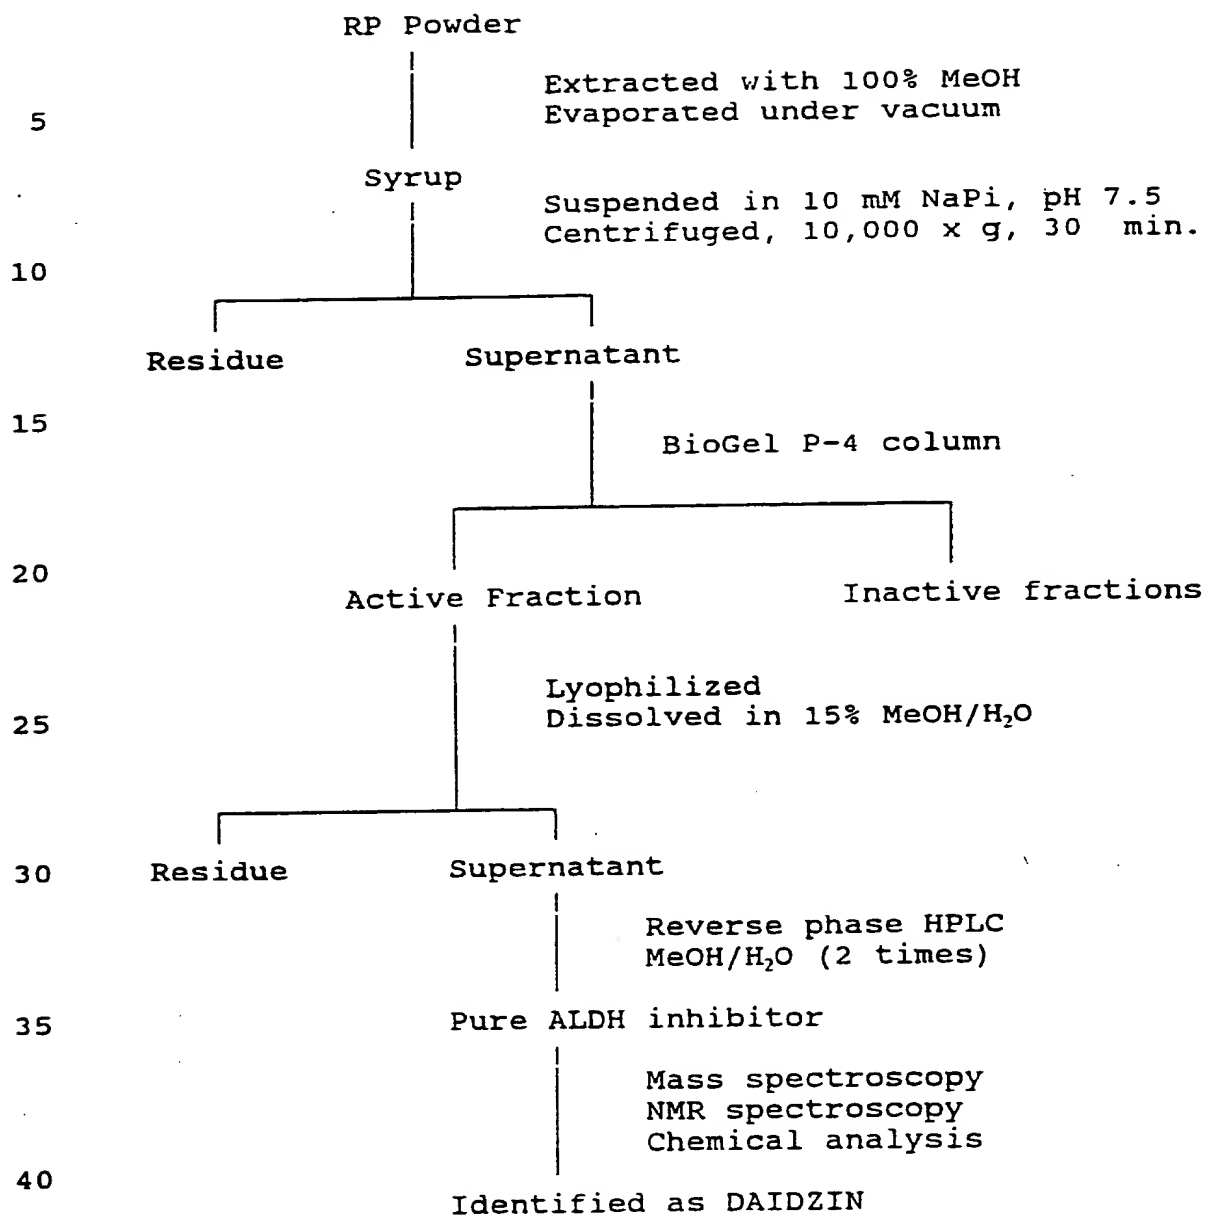 RP Powder
Extracted with 100% MeOH
5 Evaporated under vacuum
Syrup
Suspended in 10 mM NaPi, pH 7.5
Centrifuged, 10,000 x g, 30 min.
10
Residue Supernatant
15
BioGel P-4 column
20
Active Fraction Inactive fractions
Lyophilized
25 Dissolved in 15% MeOH/H₂O
30 Residue Supernatant
Reverse phase HPLC
MeOH/H₂O (2 times)
35 Pure ALDH inhibitor
Mass spectroscopy
NMR spectroscopy
Chemical analysis
40
Identified as DAIDZIN